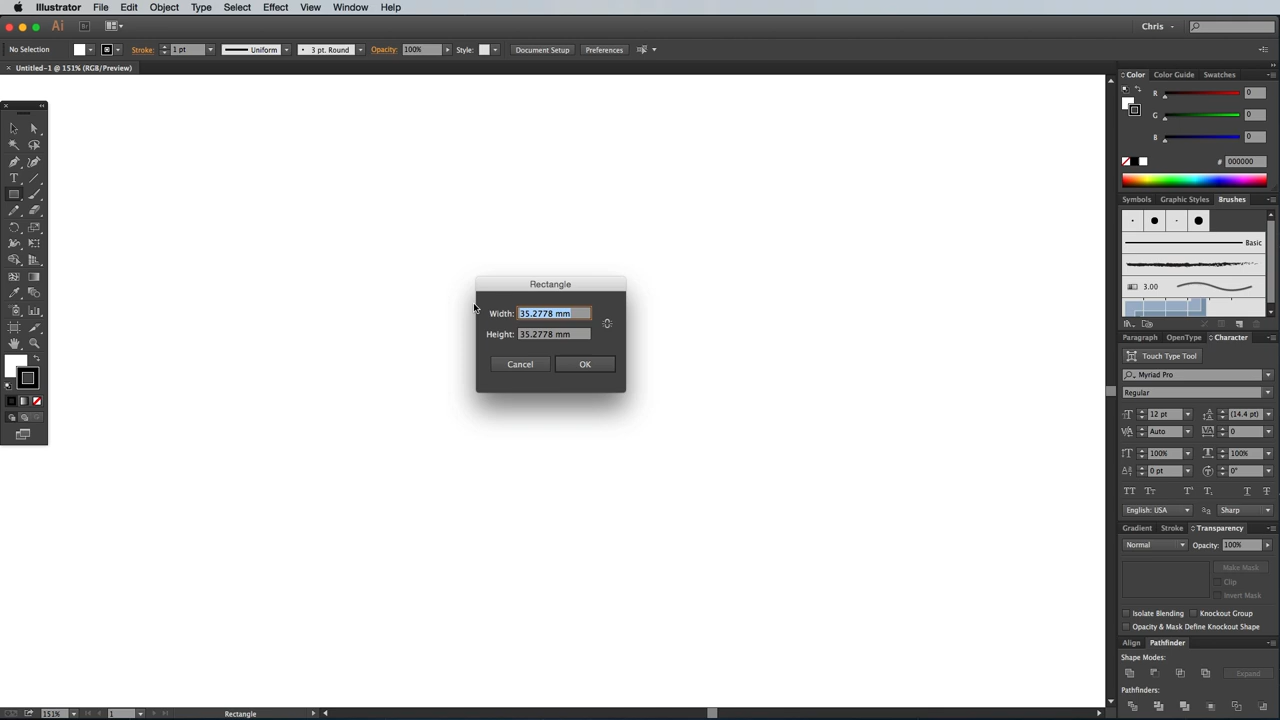 Illustrator File Edit Object Type Select Effect View Window Help
Ai Br Chris
No Selection Stroke: 1 pt Uniform 3 pt. Round Opacity: 100% Style: Document Setup Preferences
Untitled-1 @ 151% (RGB/Preview)
Color Color Guide Swatches
R 0
G 0
B 0
# 000000
Symbols Graphic Styles Brushes
Basic
3.00
Rectangle
Width: 35.2778 mm
Height: 35.2778 mm
Cancel OK
Paragraph OpenType Character
Touch Type Tool
Myriad Pro
Regular
12 pt (14.4 pt)
Auto 0
100% 100%
0 pt 0°
English: USA Sharp
Gradient Stroke Transparency
Normal Opacity: 100%
Make Mask
Clip
Invert Mask
Isolate Blending Knockout Group
Opacity & Mask Define Knockout Shape
Align Pathfinder
Shape Modes:
Expand
Pathfinders:
151% 1 Rectangle